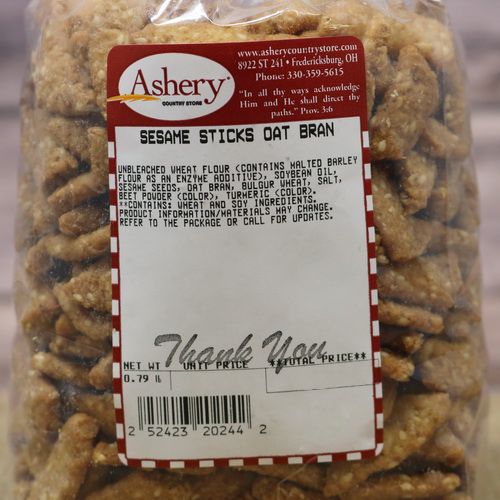 Ashery
COUNTRY STORE
www.asherycountrystore.com
8922 ST 241 • Fredericksburg, OH
Phone: 330-359-5615
"In all thy ways acknowledge
Him and He shall direct thy
paths." Prov. 3:6
SESAME STICKS OAT BRAN
UNBLEACHED WHEAT FLOUR (CONTAINS MALTED BARLEY
FLOUR AS AN ENZYME ADDITIVE), SOYBEAN OIL,
SESAME SEEDS, OAT BRAN, BULGUR WHEAT, SALT,
BEET POWDER (COLOR), TURMERIC (COLOR).
**CONTAINS: WHEAT AND SOY INGREDIENTS.
PRODUCT INFORMATION/MATERIALS MAY CHANGE.
REFER TO THE PACKAGE OR CALL FOR UPDATES.
Thank You
NET WT UNIT PRICE **TOTAL PRICE**
0.79 lb
2 52423 20244 2